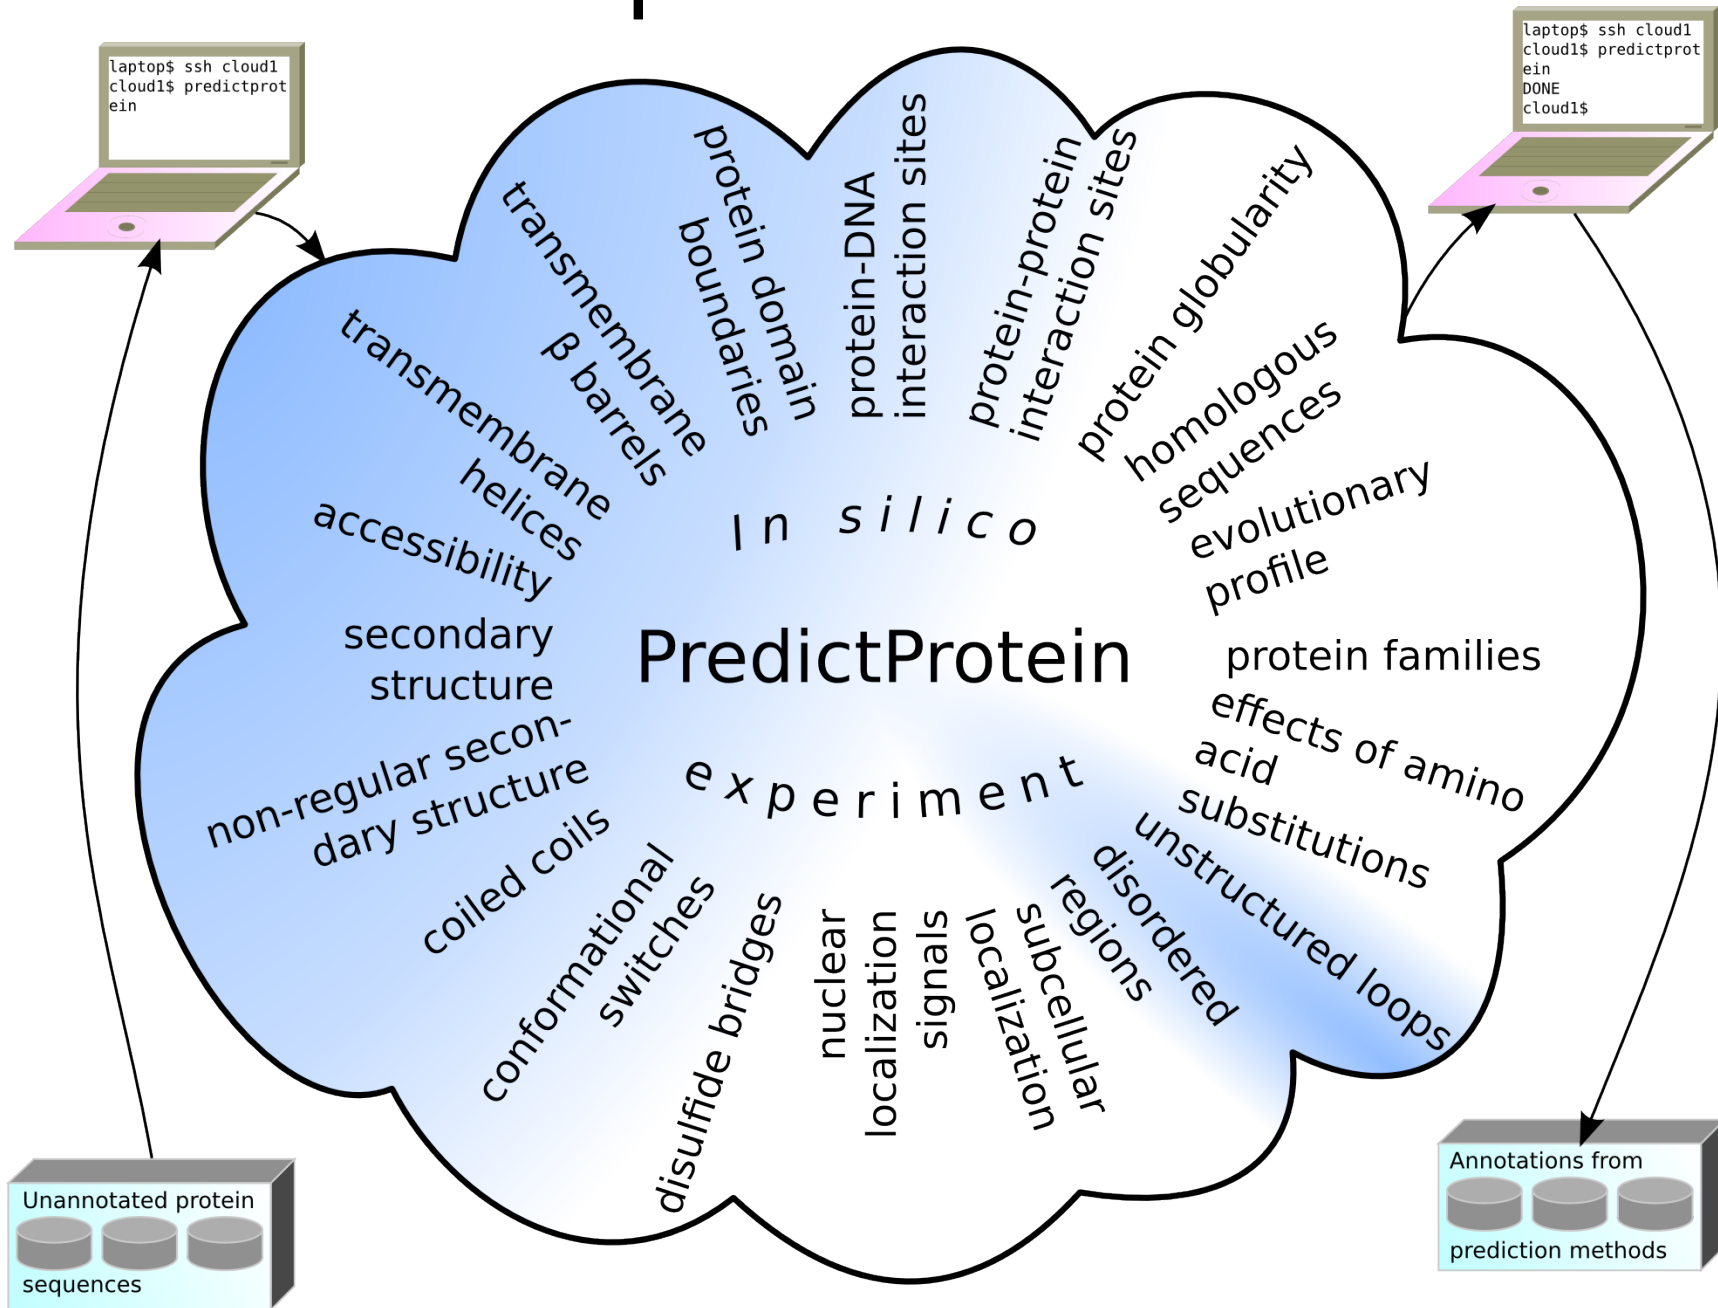 laptop$ ssh cloud1
cloud1$ predictprot
ein
laptop$ ssh cloud1
cloud1$ predictprot
ein
DONE
cloud1$
transmembrane
helices
transmembrane
β barrels
protein domain
boundaries
protein-DNA
interaction sites
protein-protein
interaction sites
protein globularity
homologous
sequences
evolutionary
profile
protein families
effects of amino
acid
substitutions
unstructured loops
disordered
regions
subcellular
localization
nuclear
localization
signals
disulfide bridges
conformational
switches
coiled coils
non-regular secon-
dary structure
secondary
structure
accessibility
In silico
PredictProtein
experiment
Unannotated protein
sequences
Annotations from
prediction methods